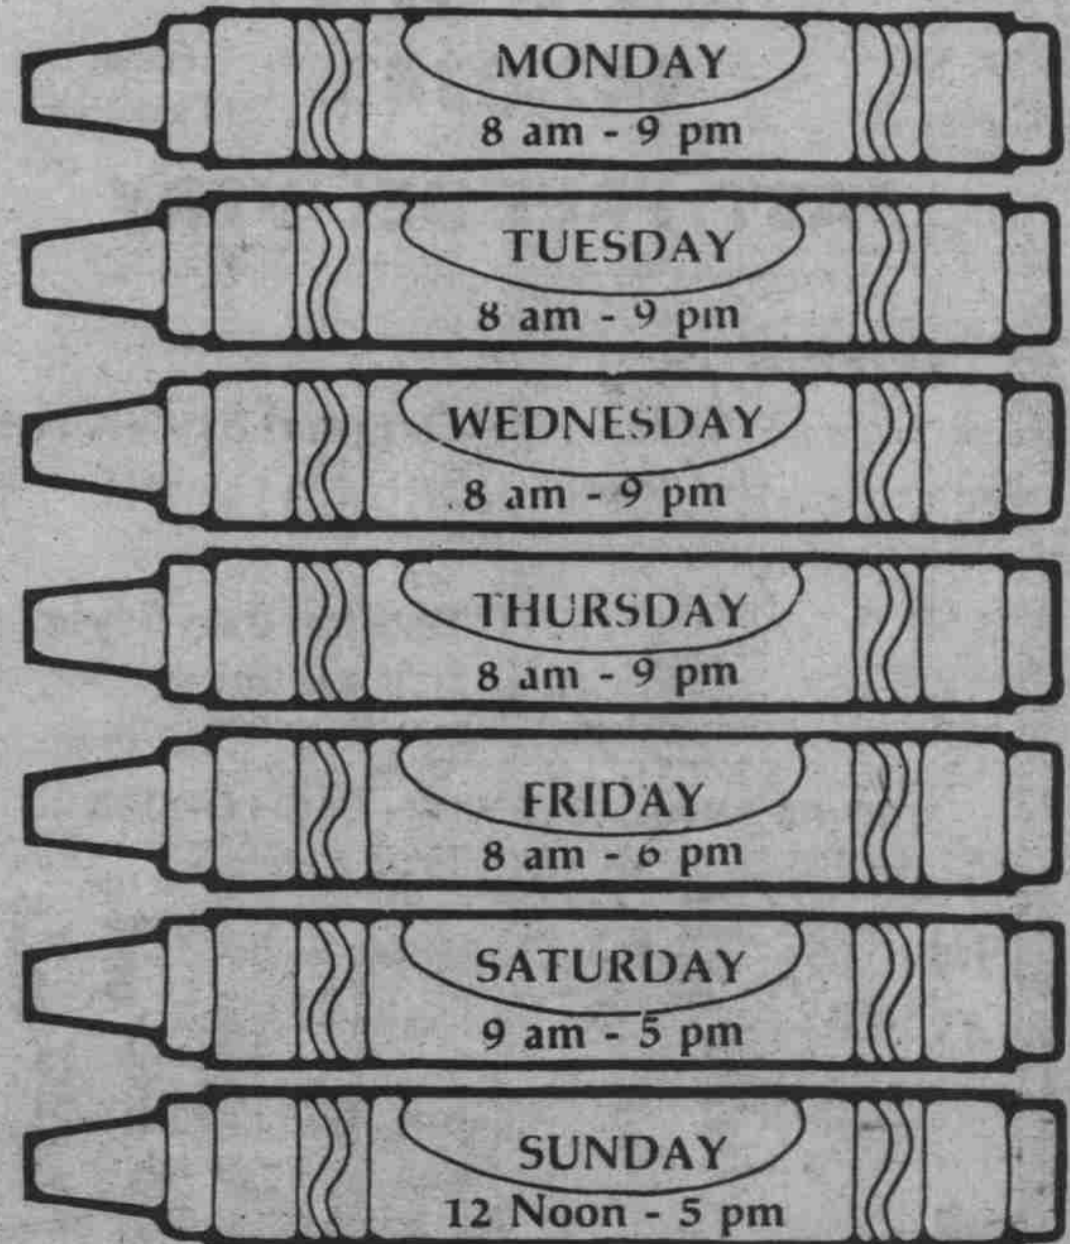 MONDAY
8 am - 9 pm
TUESDAY
8 am - 9 pm
WEDNESDAY
8 am - 9 pm
THURSDAY
8 am - 9 pm
FRIDAY
8 am - 6 pm
SATURDAY
9 am - 5 pm
SUNDAY
12 Noon - 5 pm